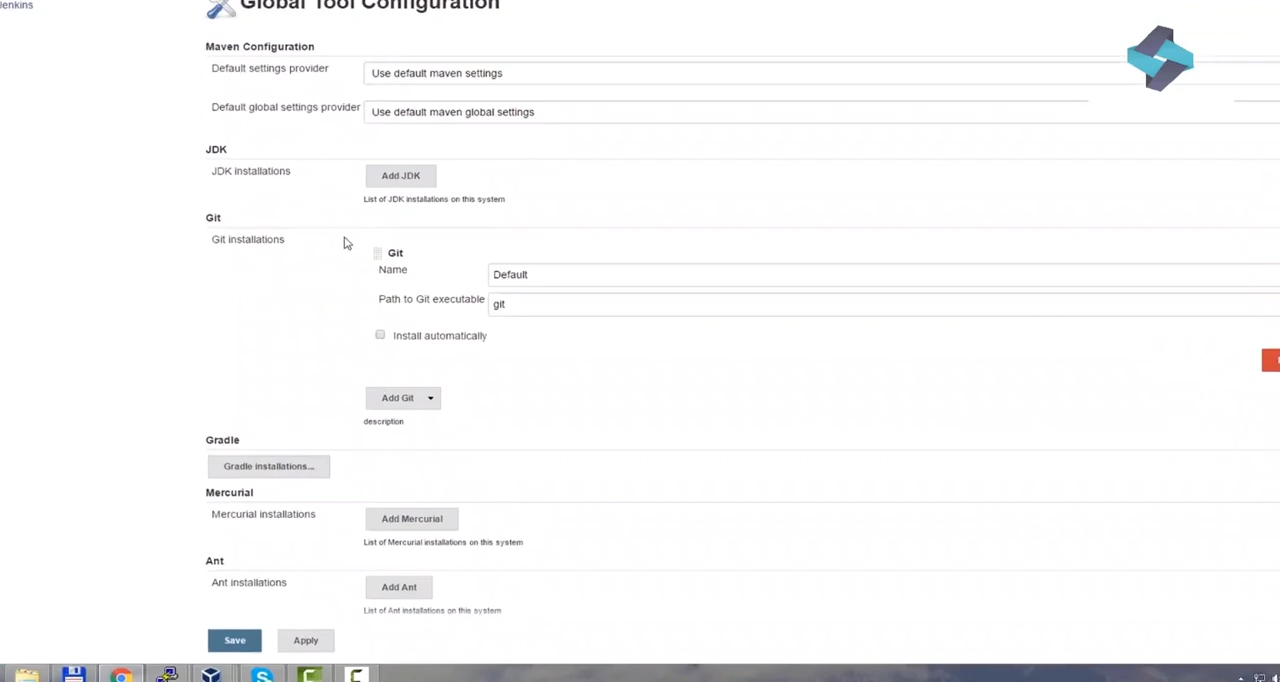 Jenkins
Global Tool Configuration
Maven Configuration
Default settings provider
Use default maven settings
Default global settings provider
Use default maven global settings
JDK
JDK installations
Add JDK
List of JDK installations on this system
Git
Git installations
Git
Name
Default
Path to Git executable
git
Install automatically
Add Git
description
Gradle
Gradle installations...
Mercurial
Mercurial installations
Add Mercurial
List of Mercurial installations on this system
Ant
Ant installations
Add Ant
List of Ant installations on this system
Save
Apply